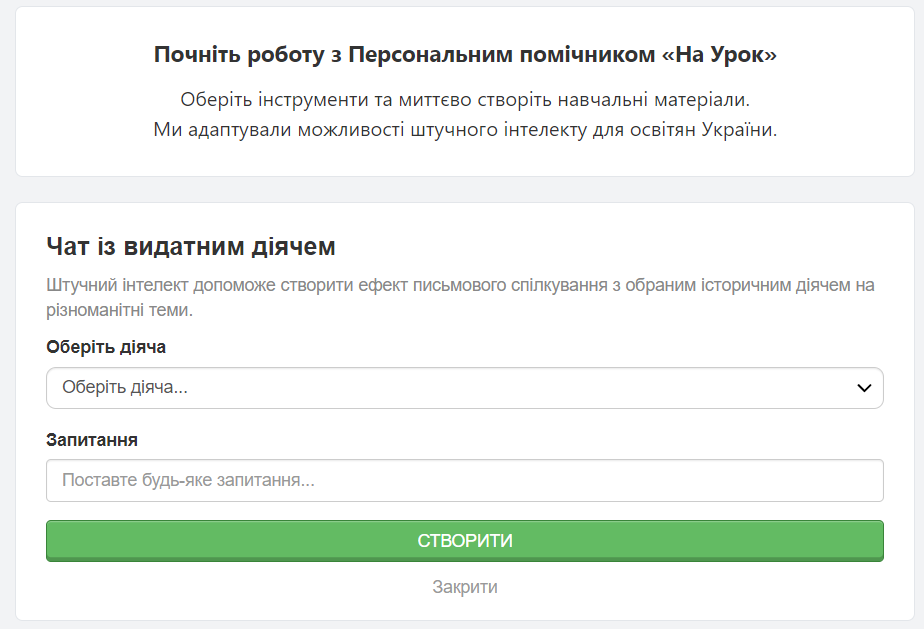 Почніть роботу з Персональним помічником «На Урок»
Оберіть інструменти та миттєво створіть навчальні матеріали.
Ми адаптували можливості штучного інтелекту для освітян України.
Чат із видатним діячем
Штучний інтелект допоможе створити ефект письмового спілкування з обраним історичним діячем на
різноманітні теми.
Оберіть діяча
Оберіть діяча...
Запитання
Поставте будь-яке запитання...
СТВОРИТИ
Закрити